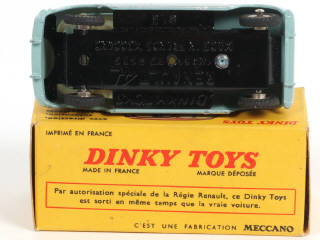 RENAULT
DINKY TOYS
IMPRIMÉ EN FRANCE
DINKY TOYS
MADE IN FRANCE
MARQUE DÉPOSÉE
Par autorisation spéciale de la Régie Renault, ce Dinky Toys
est sorti en même temps que la vraie voiture.
C'EST UNE FABRICATION MECCANO